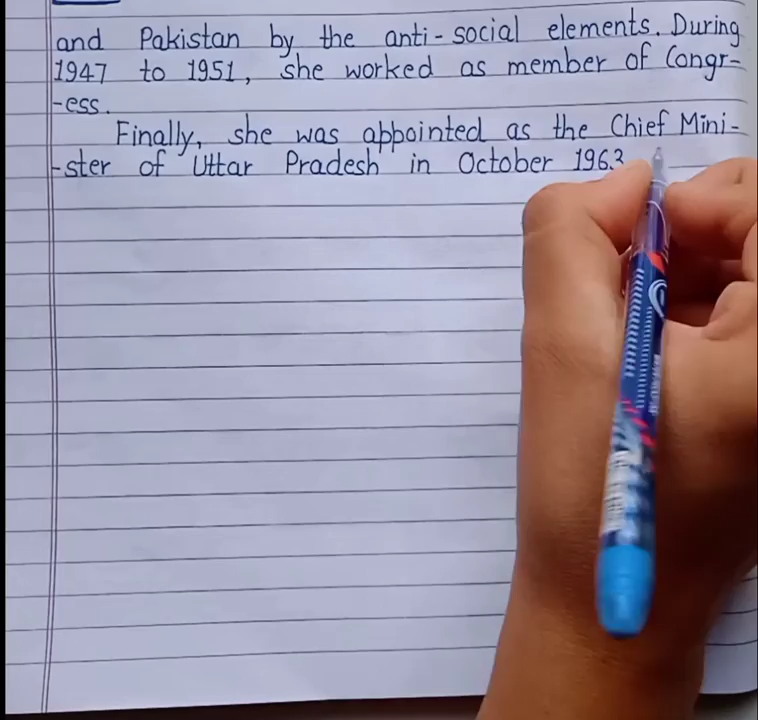 and Pakistan by the anti-social elements. During
1947 to 1951, she worked as member of Congr-
-ess.
Finally, she was appointed as the Chief Mini-
-ster of Uttar Pradesh in October 1963